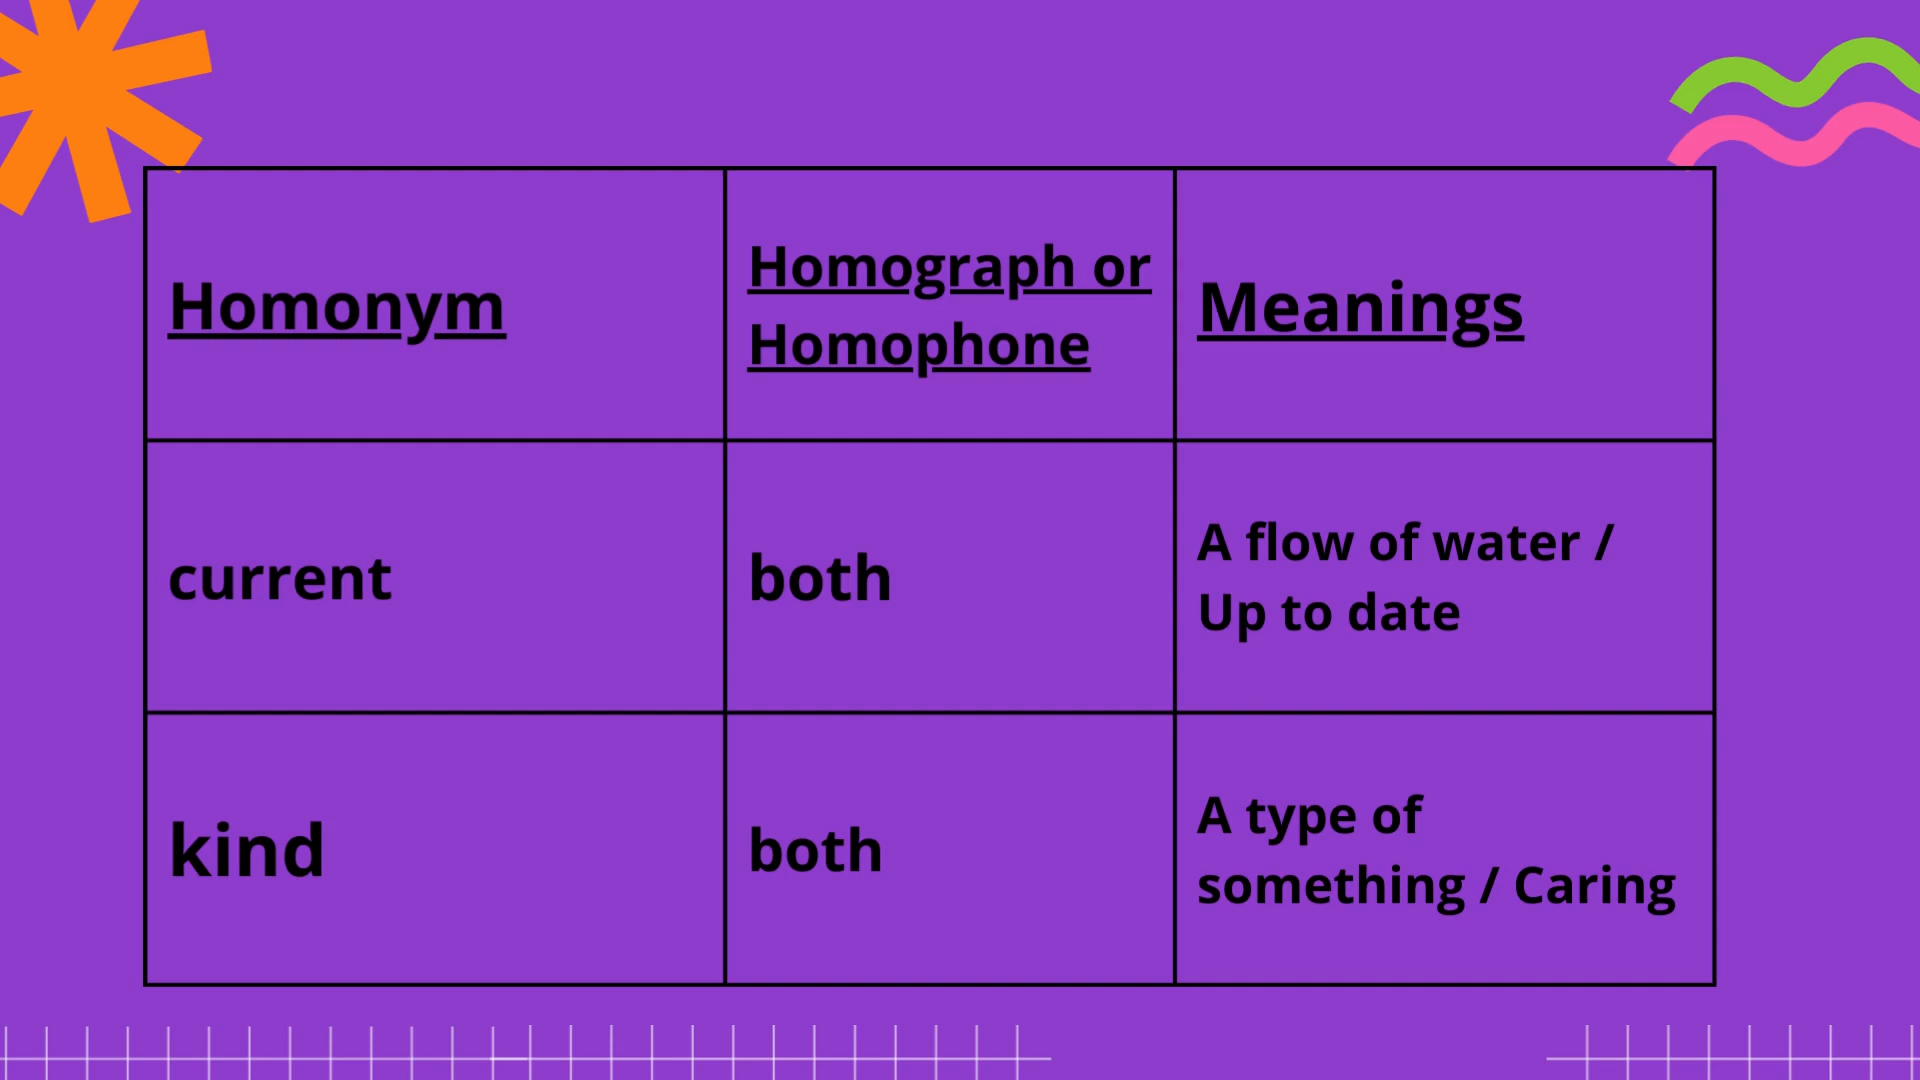 Homonym
Homograph or
Homophone
Meanings
current
both
A flow of water /
Up to date
kind
both
A type of
something / Caring